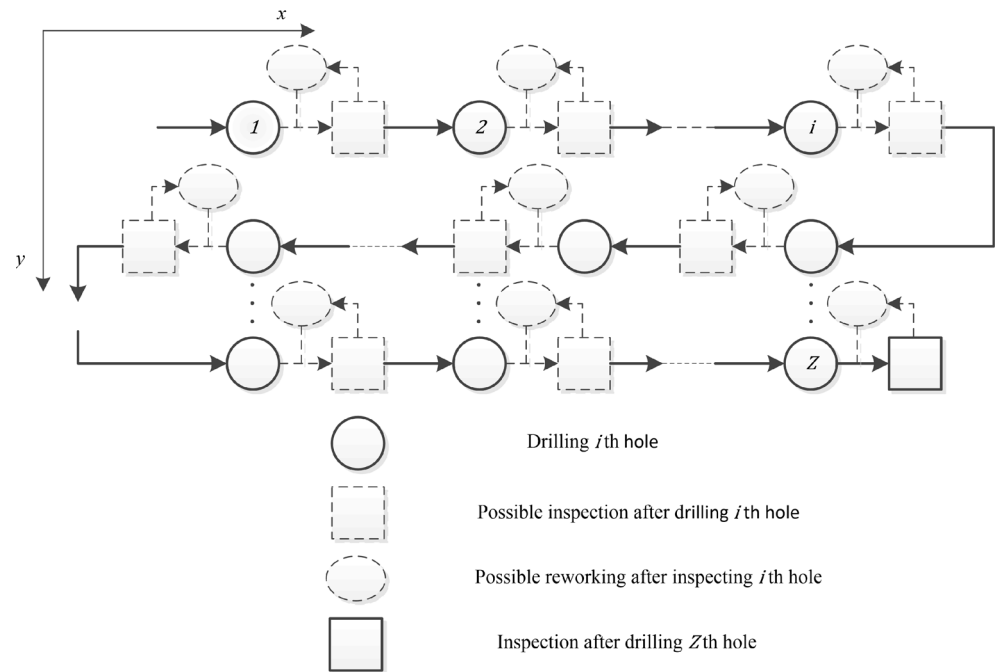 x
1
2
i
y
Z
Drilling ith hole
Possible inspection after drilling ith hole
Possible reworking after inspecting ith hole
Inspection after drilling Zth hole